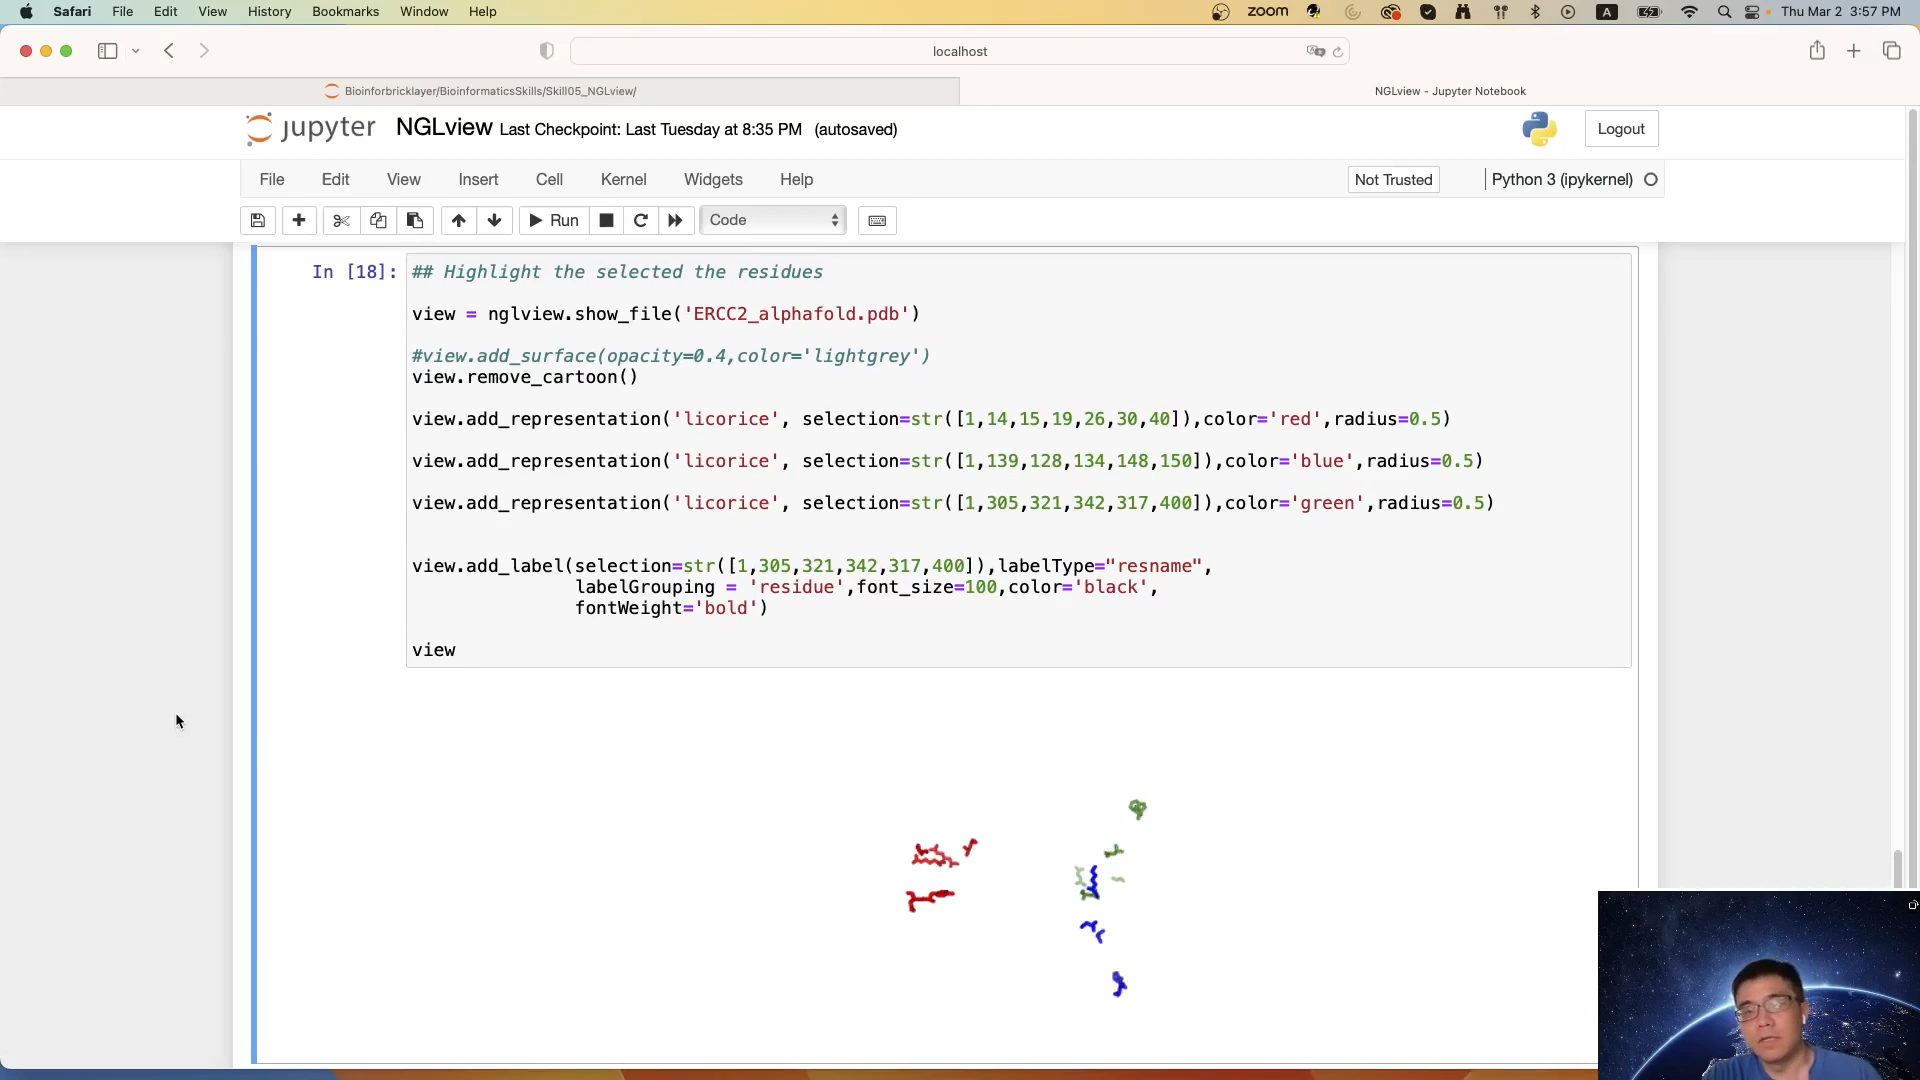 Safari File Edit View History Bookmarks Window Help zoom A Thu Mar 2 3:57 PM
localhost
Bioinforbricklayer/BioinformaticsSkills/Skill05_NGLview/ NGLview - Jupyter Notebook
jupyter NGLview Last Checkpoint: Last Tuesday at 8:35 PM (autosaved) Logout
File Edit View Insert Cell Kernel Widgets Help Not Trusted Python 3 (ipykernel)
Run Code
In [18]: ## Highlight the selected the residues
view = nglview.show_file('ERCC2_alphafold.pdb')
#view.add_surface(opacity=0.4,color='lightgrey')
view.remove_cartoon()
view.add_representation('licorice', selection=str([1,14,15,19,26,30,40]),color='red',radius=0.5)
view.add_representation('licorice', selection=str([1,139,128,134,148,150]),color='blue',radius=0.5)
view.add_representation('licorice', selection=str([1,305,321,342,317,400]),color='green',radius=0.5)
view.add_label(selection=str([1,305,321,342,317,400]),labelType="resname",
labelGrouping = 'residue',font_size=100,color='black',
fontWeight='bold')
view